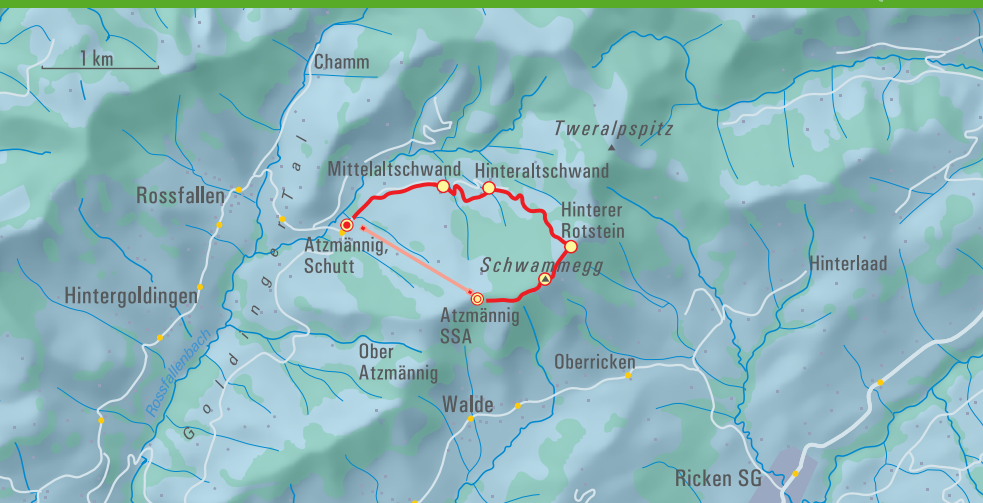 1 km
Chamm
Tweralpspitz
Mittelaltschwand
Hinteraltschwand
Rossfallen
Hinterer
Rotstein
Atzmännig,
Schutt
Schwammegg
Hinterlaad
Hintergoldingen
Atzmännig
SSA
Goldinger Tal
Rossfallenbach
Ober
Atzmännig
Oberricken
Walde
Ricken SG